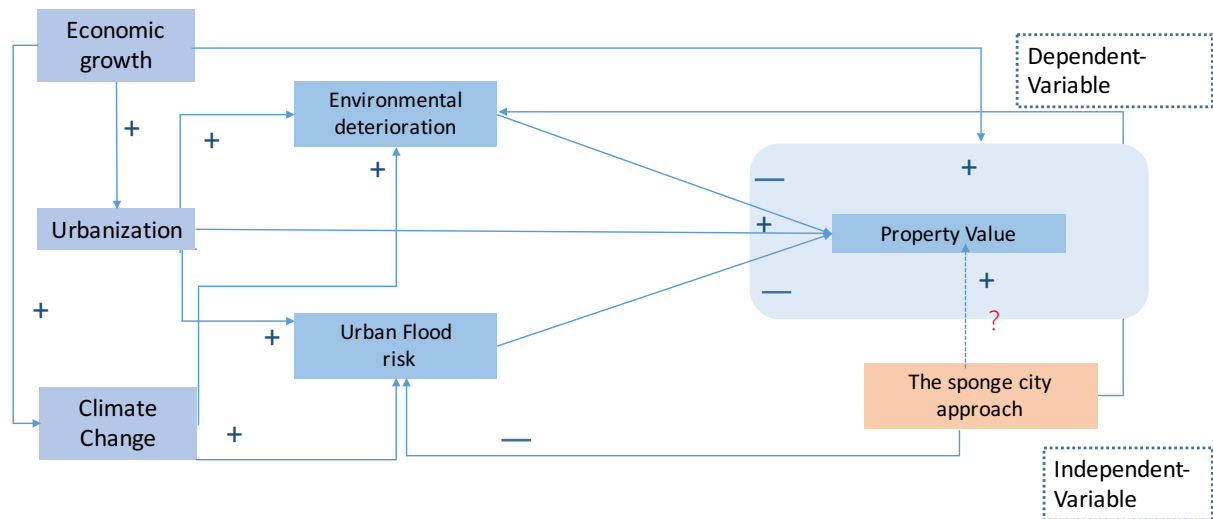 Economic
growth
Dependent-
Variable
Environmental
deterioration
+
+
+
+
—
+
Urbanization
Property Value
—
+
+
?
+
Urban Flood
risk
The sponge city
approach
Climate
Change
+
—
Independent-
Variable